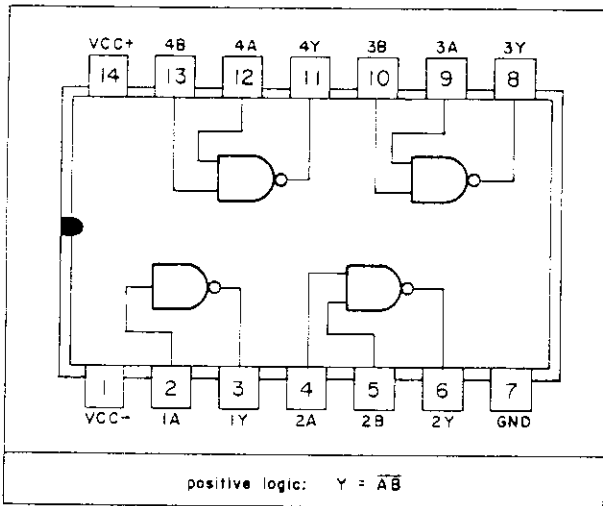 VCC+ 4B 4A 4Y 3B 3A 3Y
14 13 12 11 10 9 8
1 2 3 4 5 6 7
VCC- 1A 1Y 2A 2B 2Y GND
positive logic: Y = A̅B̅